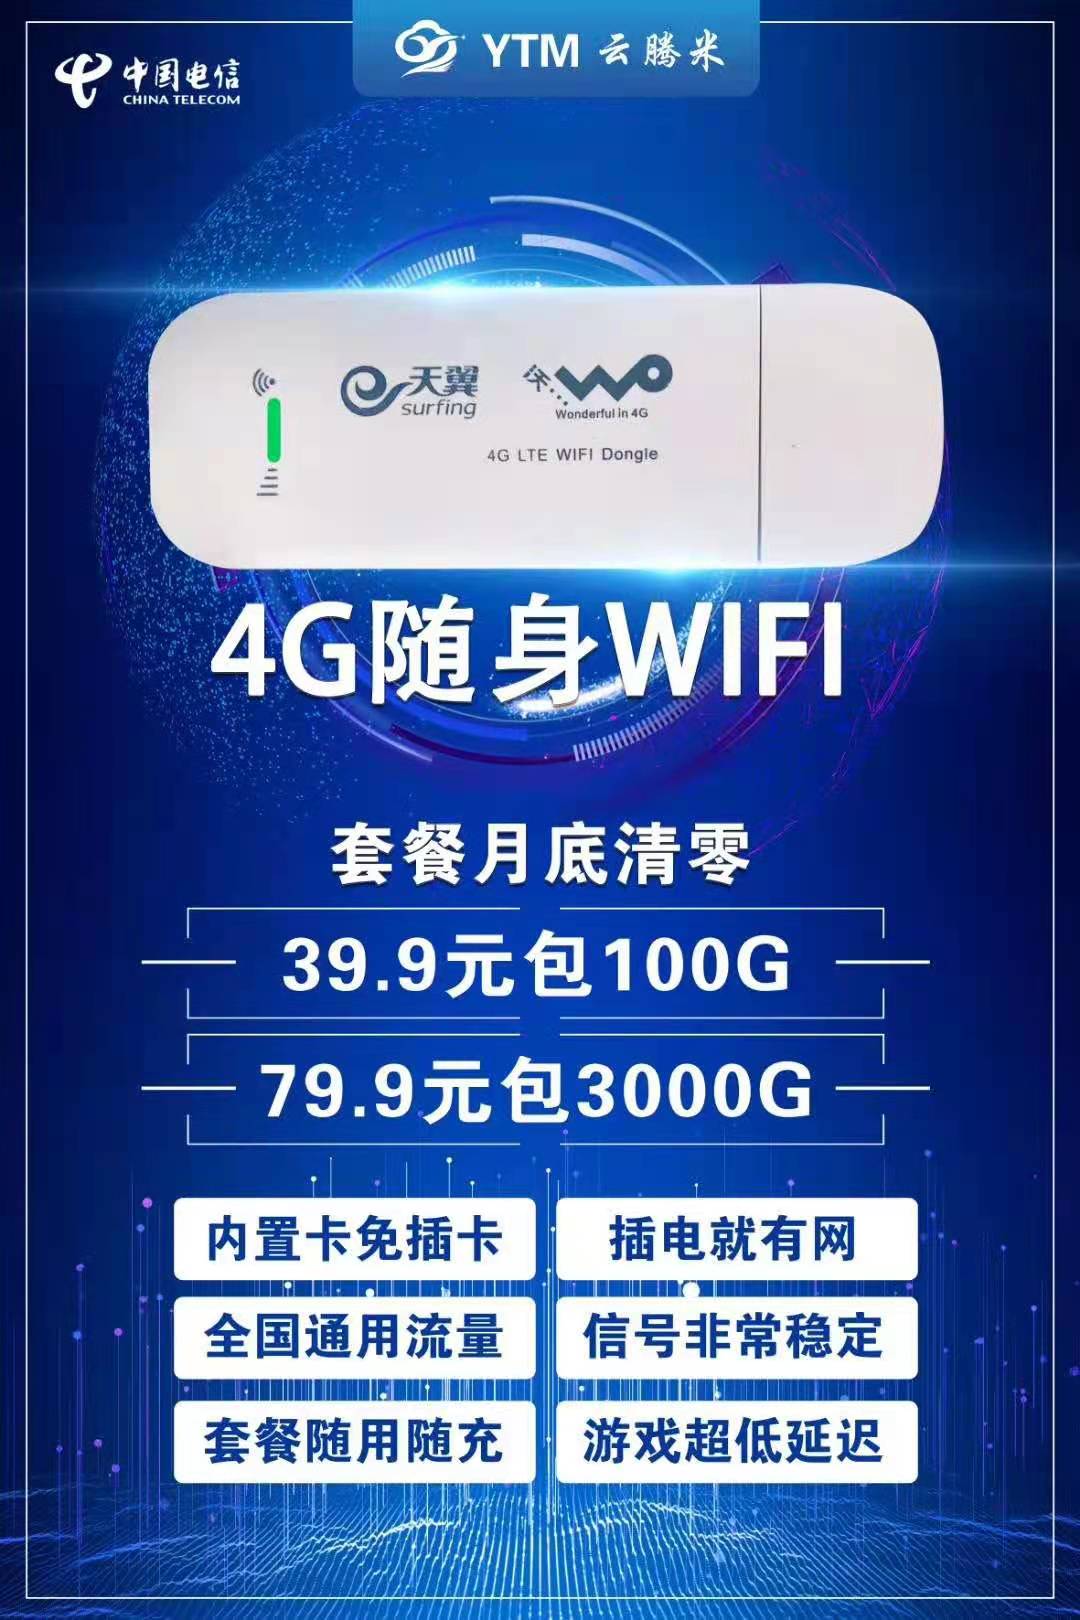 中国电信
CHINA TELECOM
YTM 云腾米
天翼
surfing
沃...
WO
Wonderful in 4G
4G LTE WIFI Dongle
4G随身WIFI
套餐月底清零
39.9元包100G
79.9元包3000G
内置卡免插卡
插电就有网
全国通用流量
信号非常稳定
套餐随用随充
游戏超低延迟